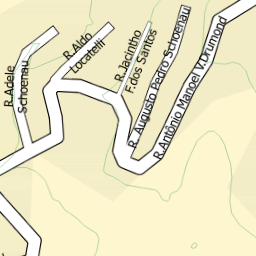 R.Adele
Schoenau
R.Aldo
Locatelli
R.Jacintho
F.dos Santos
R. Augusto Pedro Schoenau
R.Antônio Manoel V.Drumond